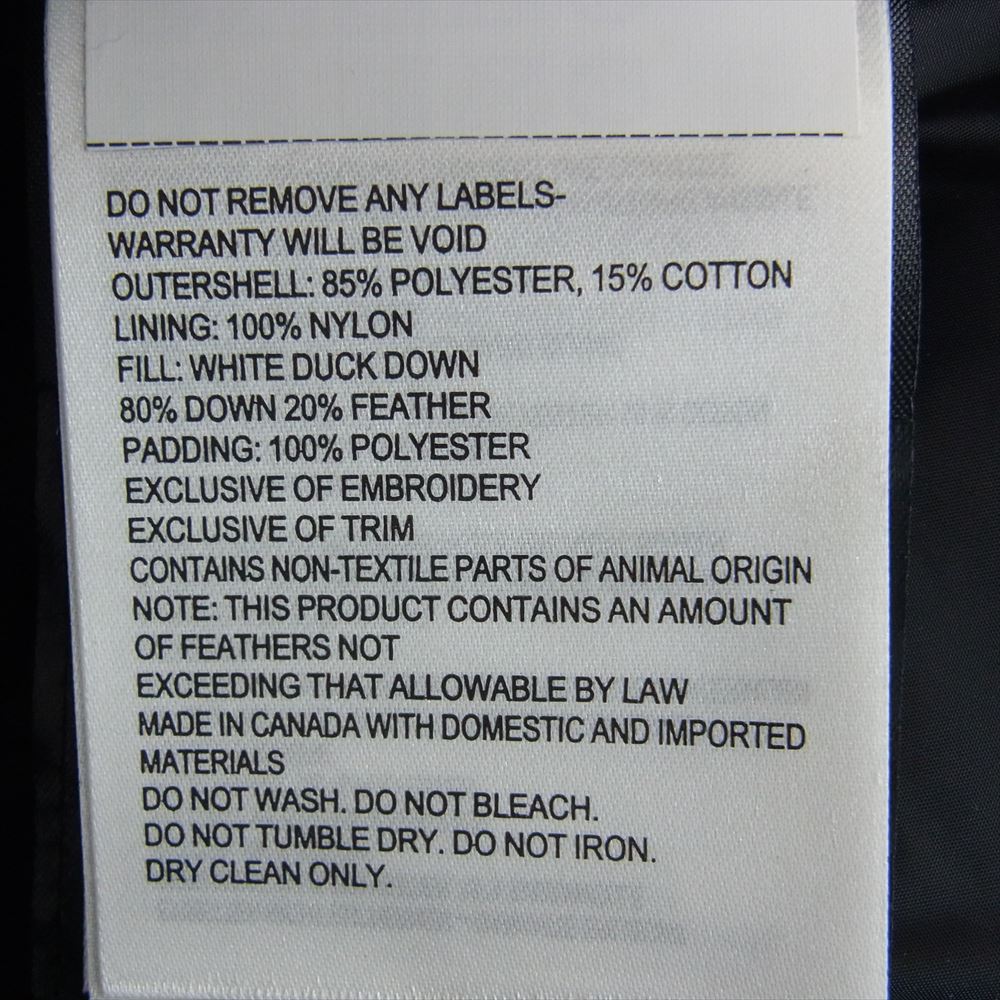 DO NOT REMOVE ANY LABELS-
WARRANTY WILL BE VOID
OUTERSHELL: 85% POLYESTER, 15% COTTON
LINING: 100% NYLON
FILL: WHITE DUCK DOWN
80% DOWN 20% FEATHER
PADDING: 100% POLYESTER
EXCLUSIVE OF EMBROIDERY
EXCLUSIVE OF TRIM
CONTAINS NON-TEXTILE PARTS OF ANIMAL ORIGIN
NOTE: THIS PRODUCT CONTAINS AN AMOUNT
OF FEATHERS NOT
EXCEEDING THAT ALLOWABLE BY LAW
MADE IN CANADA WITH DOMESTIC AND IMPORTED
MATERIALS
DO NOT WASH. DO NOT BLEACH.
DO NOT TUMBLE DRY. DO NOT IRON.
DRY CLEAN ONLY.